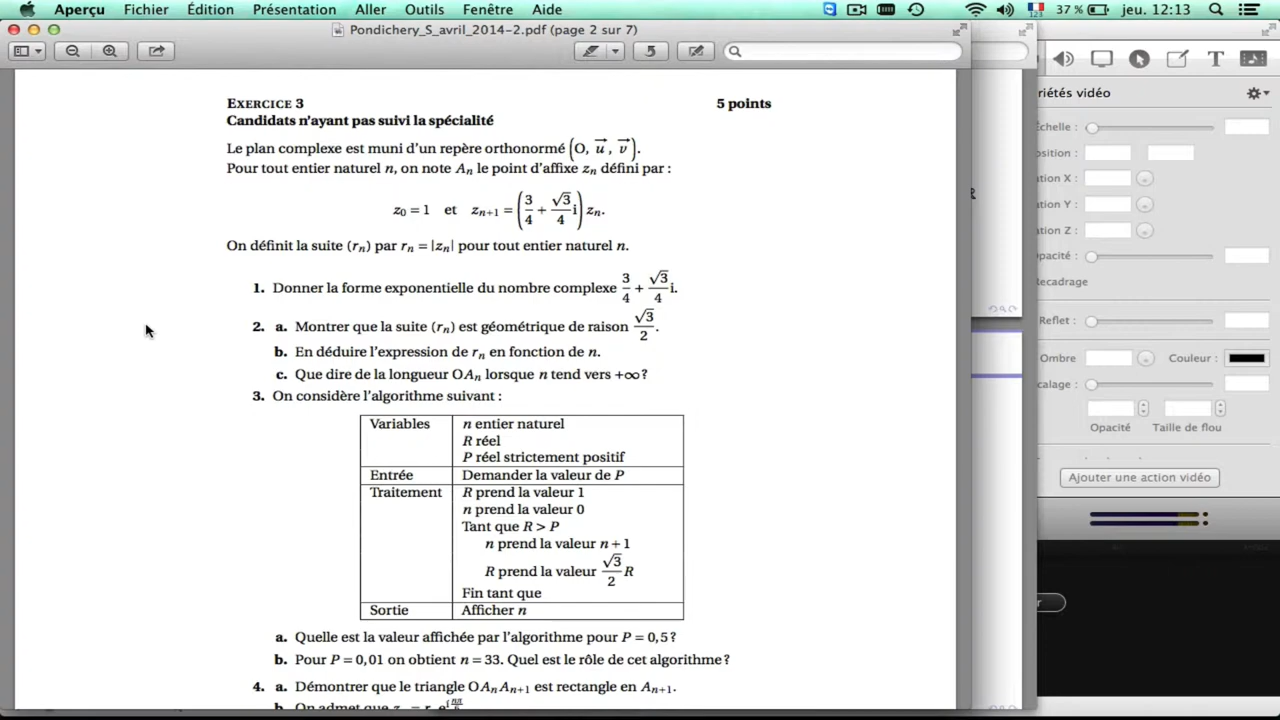 Aperçu Fichier Édition Présentation Aller Outils Fenêtre Aide 37 % jeu. 12:13
Pondichery_S_avril_2014-2.pdf (page 2 sur 7)
EXERCICE 3 5 points
Candidats n'ayant pas suivi la spécialité
Le plan complexe est muni d'un repère orthonormé (O, u⃗, v⃗).
Pour tout entier naturel n, on note Aₙ le point d'affixe zₙ défini par :
z₀ = 1 et zₙ₊₁ = (3/4 + √3/4 i) zₙ.
On définit la suite (rₙ) par rₙ = |zₙ| pour tout entier naturel n.
1. Donner la forme exponentielle du nombre complexe 3/4 + √3/4 i.
2. a. Montrer que la suite (rₙ) est géométrique de raison √3/2.
b. En déduire l'expression de rₙ en fonction de n.
c. Que dire de la longueur OAₙ lorsque n tend vers +∞ ?
3. On considère l'algorithme suivant :
Variables n entier naturel
R réel
P réel strictement positif
Entrée Demander la valeur de P
Traitement R prend la valeur 1
n prend la valeur 0
Tant que R > P
n prend la valeur n + 1
R prend la valeur √3/2 R
Fin tant que
Sortie Afficher n
a. Quelle est la valeur affichée par l'algorithme pour P = 0,5 ?
b. Pour P = 0,01 on obtient n = 33. Quel est le rôle de cet algorithme ?
4. a. Démontrer que le triangle OAₙAₙ₊₁ est rectangle en Aₙ₊₁.
b. On admet que
riétés vidéo
Échelle :
osition :
ation X :
ation Y :
ation Z :
pacité :
Recadrage
Reflet :
Ombre Couleur :
calage :
Opacité Taille de flou
Ajouter une action vidéo